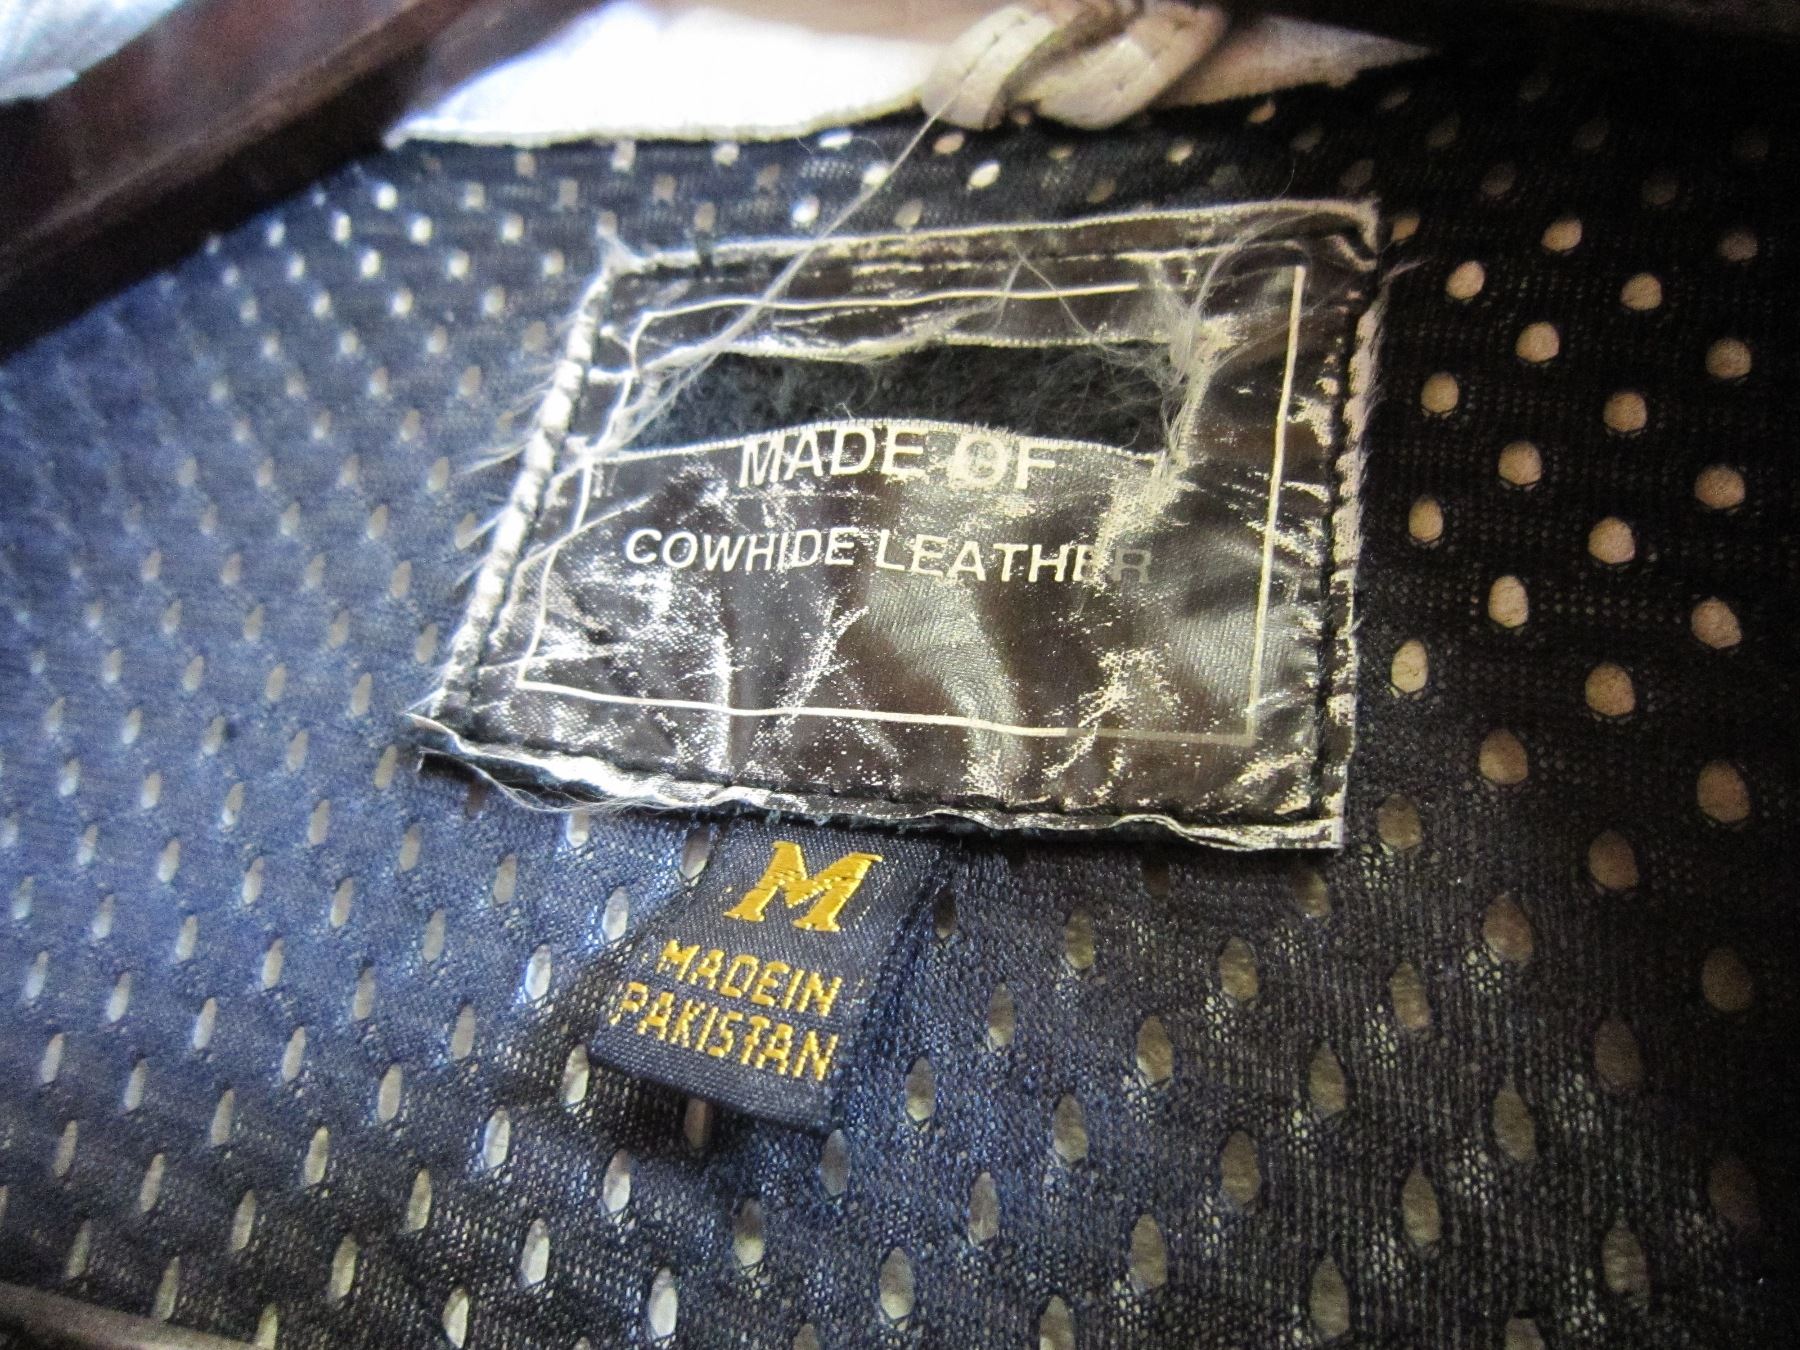 MADE OF
COWHIDE LEATHER
M
MADEIN
PAKISTAN